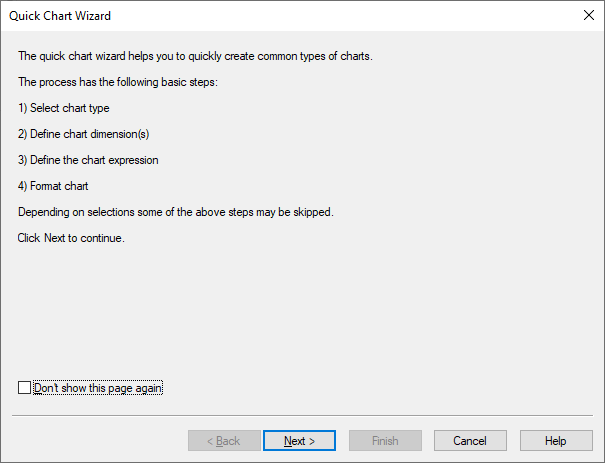 Quick Chart Wizard
The quick chart wizard helps you to quickly create common types of charts.
The process has the following basic steps:
1) Select chart type
2) Define chart dimension(s)
3) Define the chart expression
4) Format chart
Depending on selections some of the above steps may be skipped.
Click Next to continue.
Don't show this page again
< Back Next > Finish Cancel Help